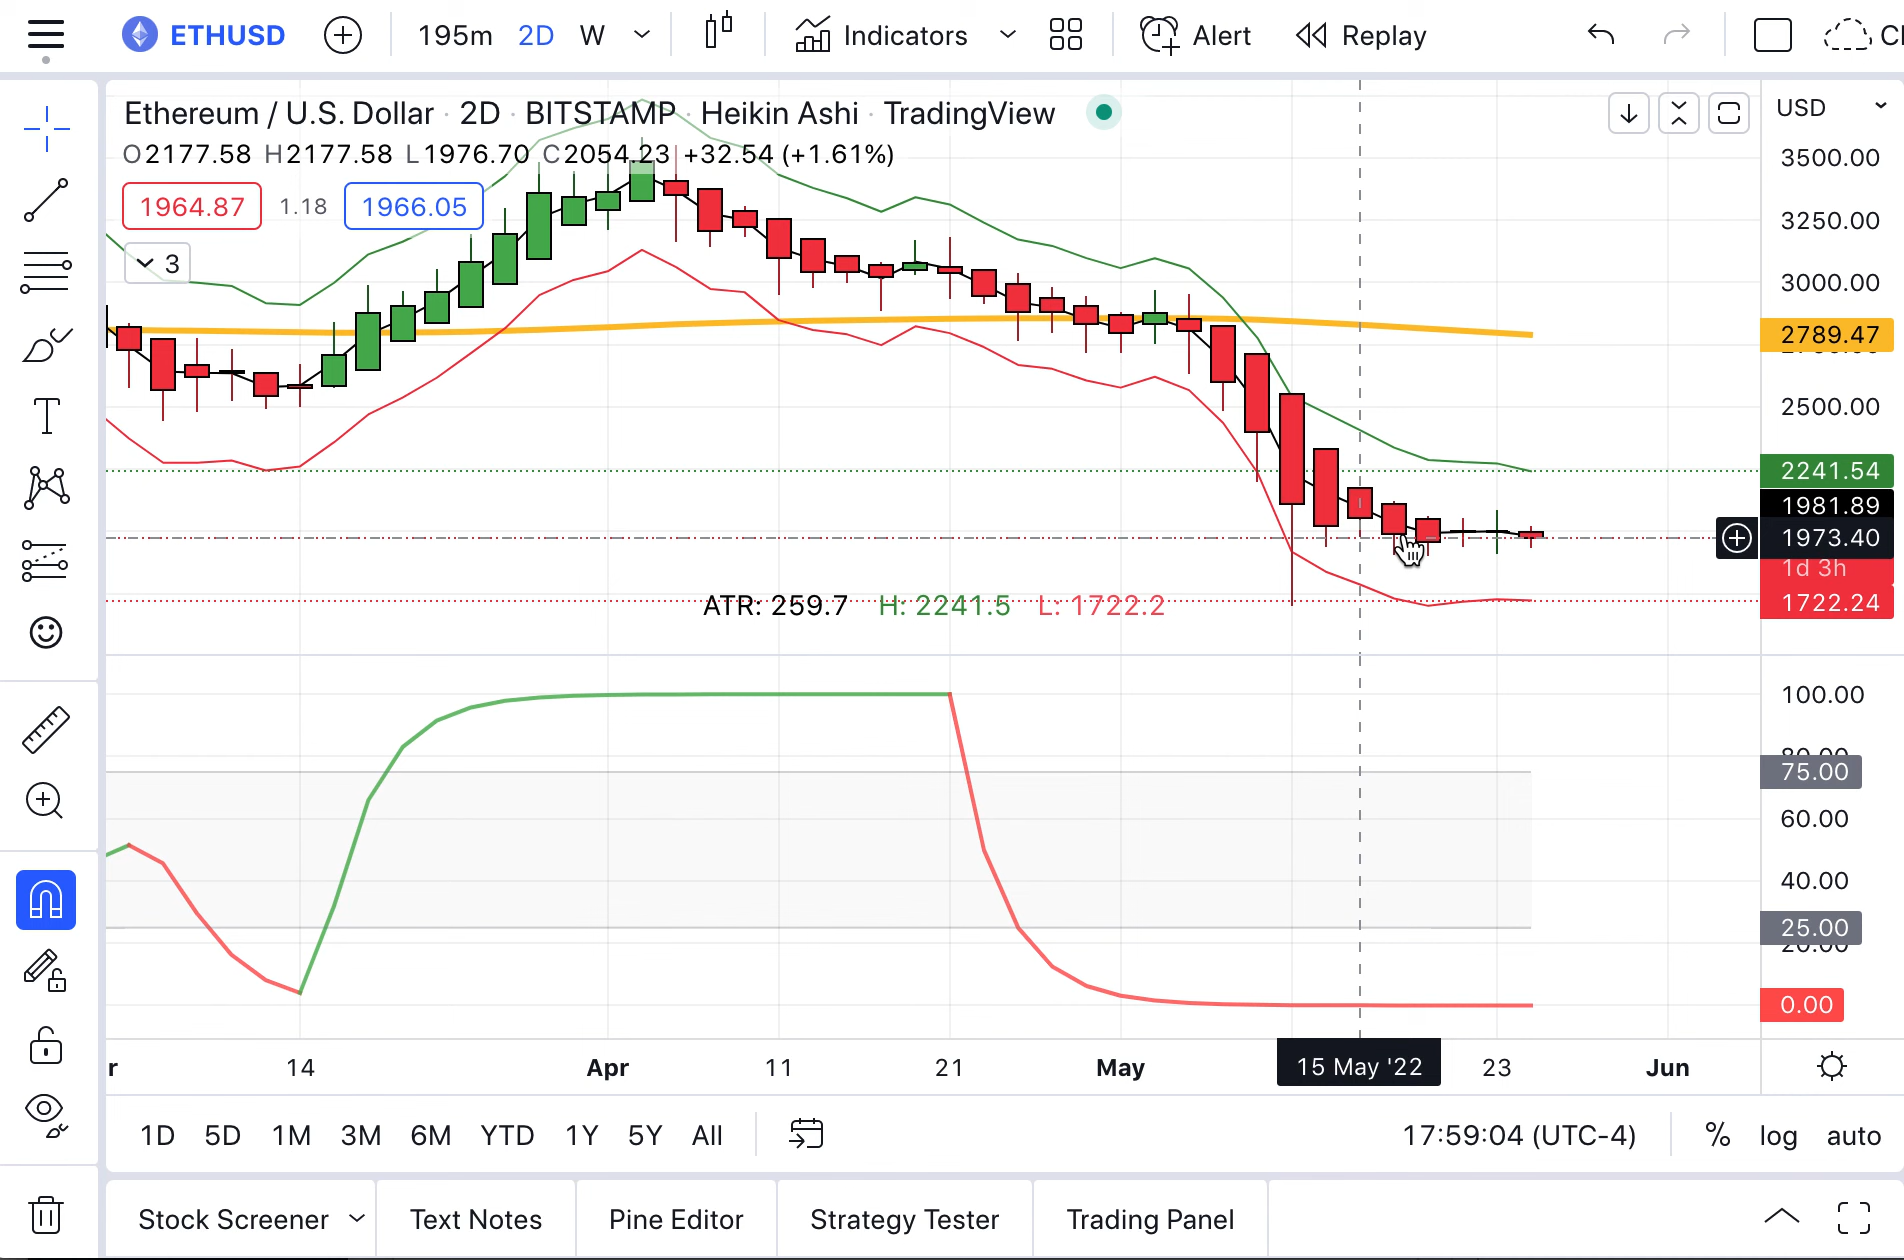 ETHUSD 195m 2D W Indicators Alert Replay
Ethereum / U.S. Dollar · 2D · BITSTAMP · Heikin Ashi · TradingView
USD
O2177.58 H2177.58 L1976.70 C2054.23 +32.54 (+1.61%)
3500.00
1964.87 1.18 1966.05
3250.00
3
3000.00
2789.47
2500.00
2241.54
1981.89
1973.40
1d 3h
1722.24
ATR: 259.7 H: 2241.5 L: 1722.2
100.00
80.00
75.00
60.00
40.00
25.00
20.00
0.00
r 14 Apr 11 21 May 15 May '22 23 Jun
1D 5D 1M 3M 6M YTD 1Y 5Y All 17:59:04 (UTC-4) % log auto
Stock Screener Text Notes Pine Editor Strategy Tester Trading Panel